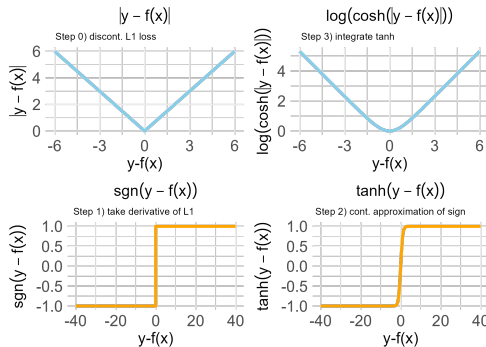 |y − f(x)|
Step 0) discont. L1 loss
|y − f(x)|
6
4
2
0
-6 -3 0 3 6
y-f(x)
log(cosh(|y − f(x)|))
Step 3) integrate tanh
log(cosh(|y − f(x)|))
4
2
0
-6 -3 0 3 6
y-f(x)
sgn(y − f(x))
Step 1) take derivative of L1
sgn(y − f(x))
1.0
0.5
0.0
-0.5
-1.0
-40 -20 0 20 40
y-f(x)
tanh(y − f(x))
Step 2) cont. approximation of sign
tanh(y − f(x))
1.0
0.5
0.0
-0.5
-1.0
-40 -20 0 20 40
y-f(x)